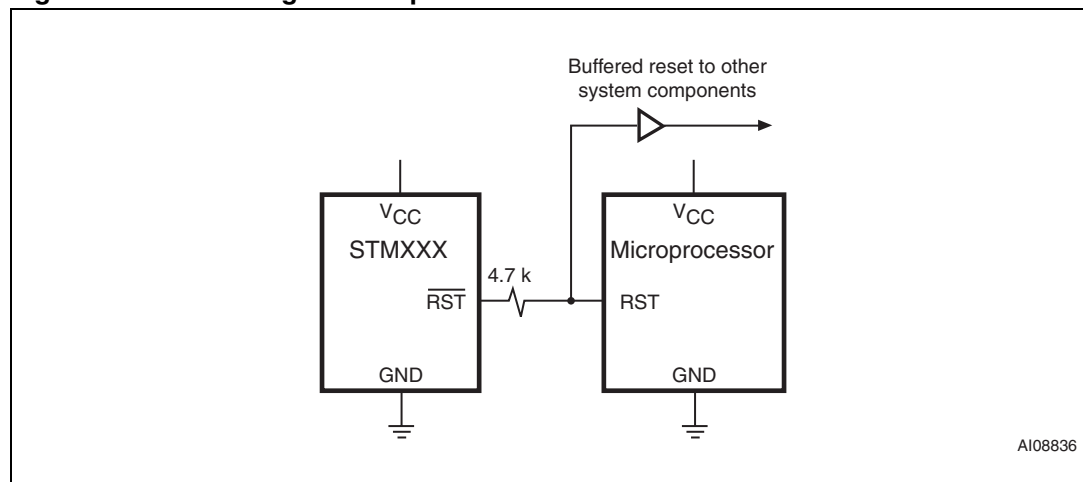 Buffered reset to other
system components
VCC
STMXXX
4.7 k
RST
GND
VCC
Microprocessor
RST
GND
AI08836